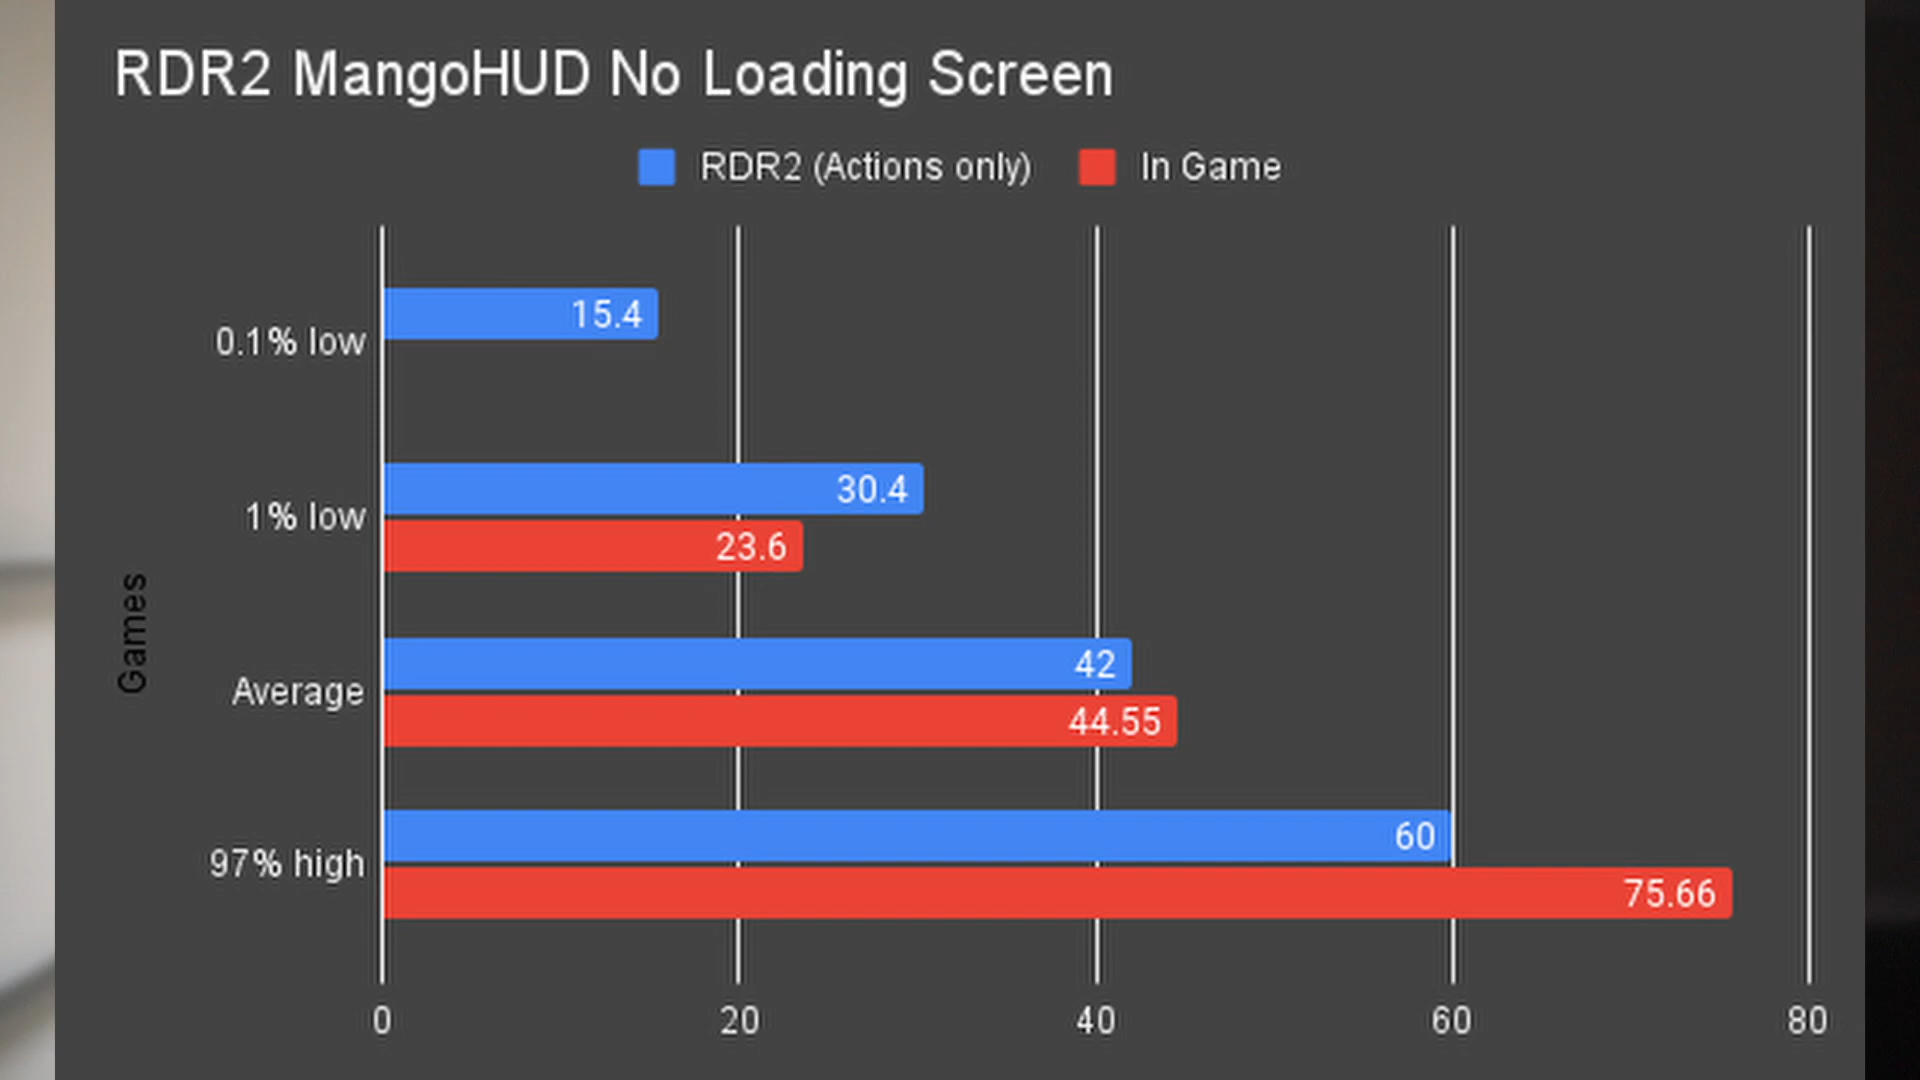 RDR2 MangoHUD No Loading Screen
RDR2 (Actions only) In Game
0.1% low 15.4
1% low 30.4
23.6
Average 42
44.55
97% high 60
75.66
Games
0 20 40 60 80